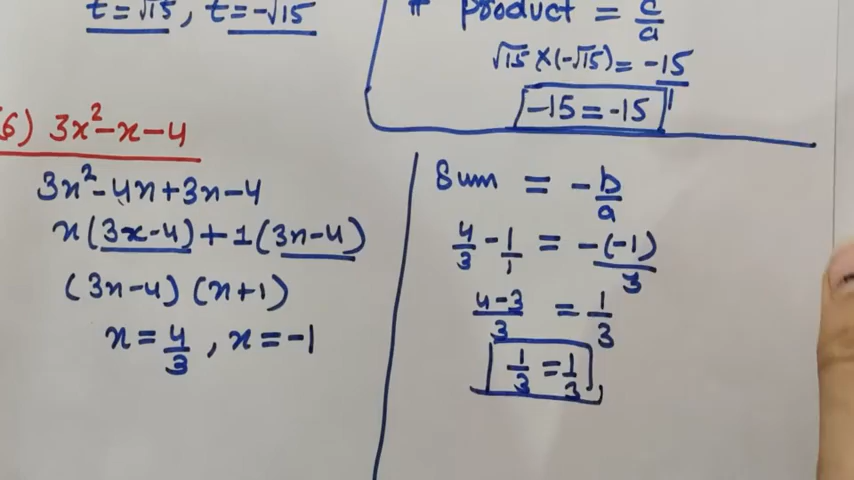 t = √15 , t = -√15
# Product = c/a
√15 × (-√15) = -15/1
-15 = -15
(6) 3x² - x - 4
3x² - 4x + 3x - 4
x (3x - 4) + 1 (3x - 4)
(3x - 4) (x + 1)
x = 4/3 , x = -1
Sum = - b/a
4/3 - 1/1 = -(-1)/3
4-3/3 = 1/3
1/3 = 1/3